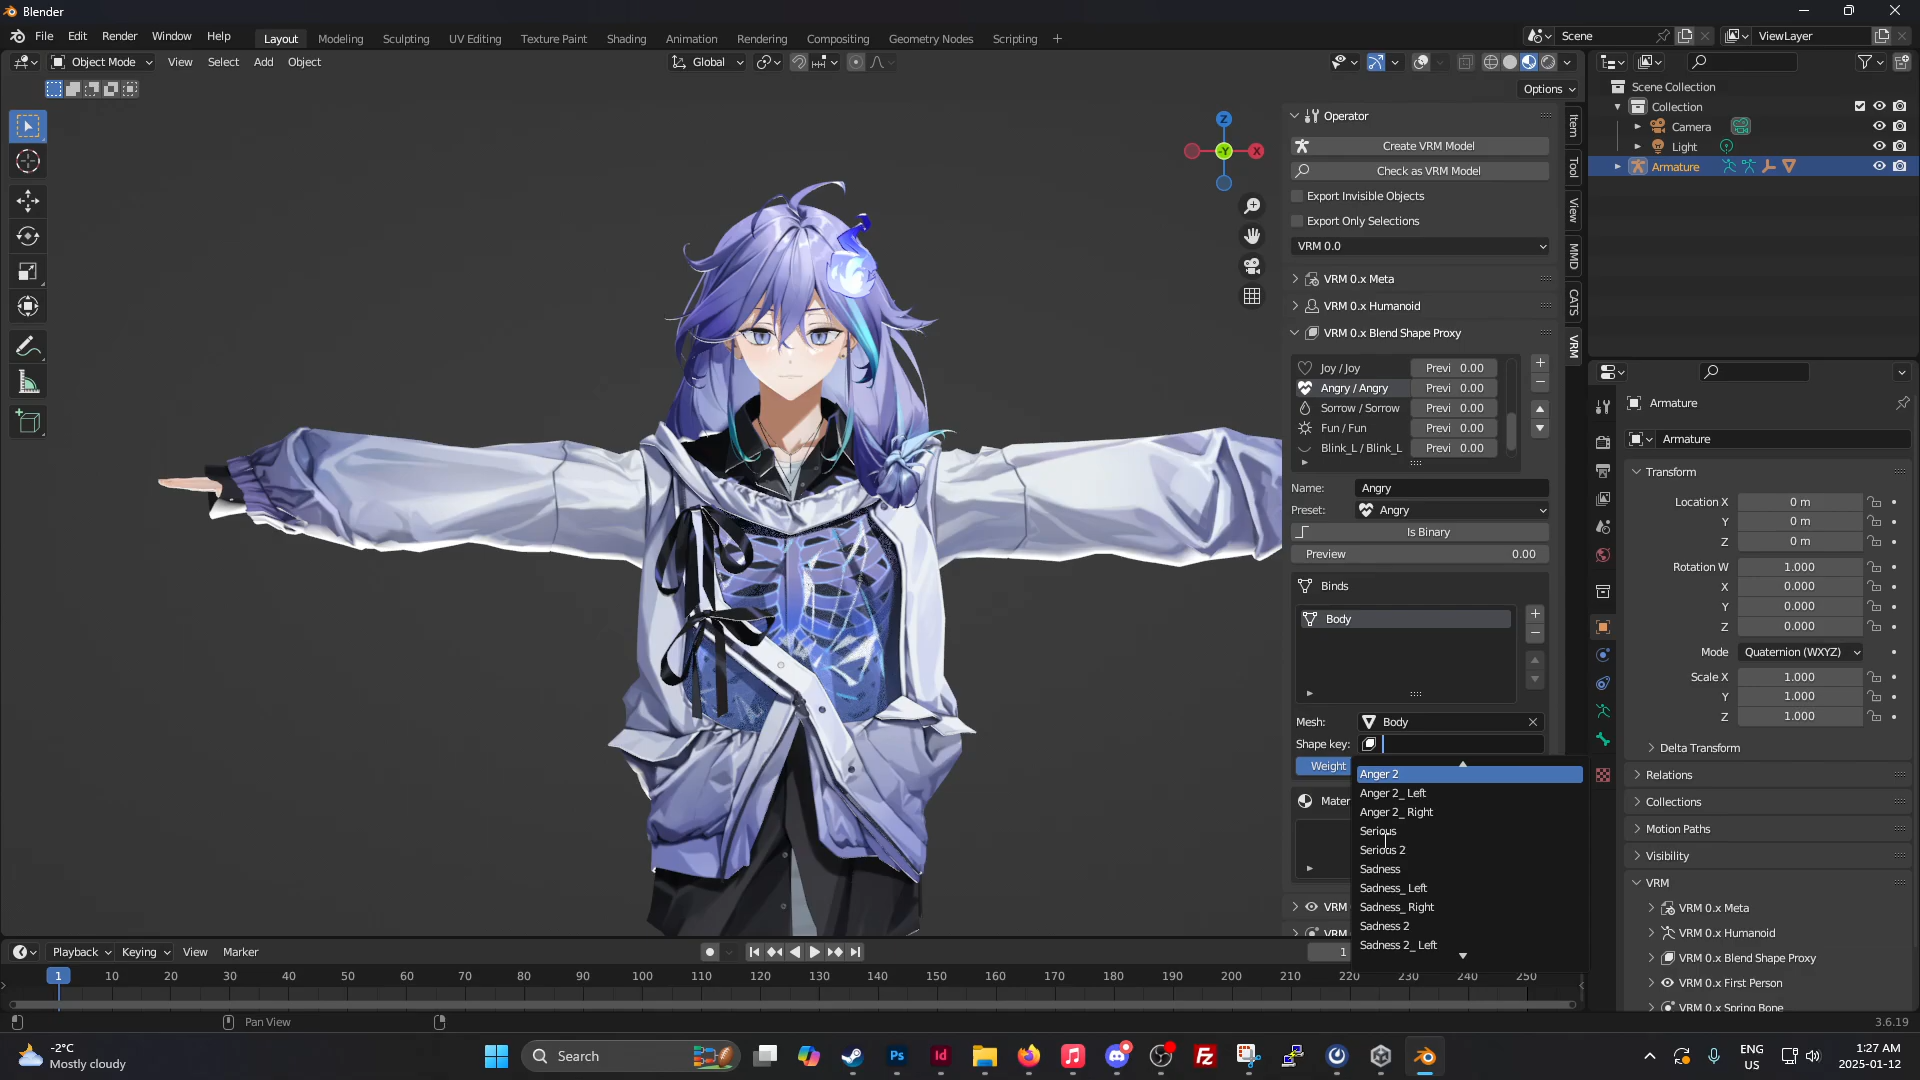 Blender
File Edit Render Window Help
Layout Modeling Sculpting UV Editing Texture Paint Shading Animation Rendering Compositing Geometry Nodes Scripting +
Scene
ViewLayer
Object Mode View Select Add Object
Global
Options
Z
-Y
X
Item
Tool
View
MMD
CATS
VRM
Operator
Create VRM Model
Check as VRM Model
Export Invisible Objects
Export Only Selections
VRM 0.0
VRM 0.x Meta
VRM 0.x Humanoid
VRM 0.x Blend Shape Proxy
Joy / Joy Previ 0.00
Angry / Angry Previ 0.00
Sorrow / Sorrow Previ 0.00
Fun / Fun Previ 0.00
Blink_L / Blink_L Previ 0.00
Name: Angry
Preset: Angry
Is Binary
Preview 0.00
Binds
Body
Mesh: Body
Shape key:
Weight
Anger 2
Anger 2_ Left
Anger 2_ Right
Serious
Serious 2
Sadness
Sadness_ Left
Sadness_ Right
Sadness 2
Sadness 2_ Left
Mater
VRM
VRM
Scene Collection
Collection
Camera
Light
Armature
Armature
Armature
Transform
Location X 0 m
Y 0 m
Z 0 m
Rotation W 1.000
X 0.000
Y 0.000
Z 0.000
Mode Quaternion (WXYZ)
Scale X 1.000
Y 1.000
Z 1.000
Delta Transform
Relations
Collections
Motion Paths
Visibility
VRM
VRM 0.x Meta
VRM 0.x Humanoid
VRM 0.x Blend Shape Proxy
VRM 0.x First Person
VRM 0.x Spring Bone
Playback Keying View Marker
1
1 10 20 30 40 50 60 70 80 90 100 110 120 130 140 150 160 170 180 190 200 210 220 230 240 250
Pan View
3.6.19
-2°C
Mostly cloudy
Search
Ps
Id
Fz
ENG
US
1:27 AM
2025-01-12